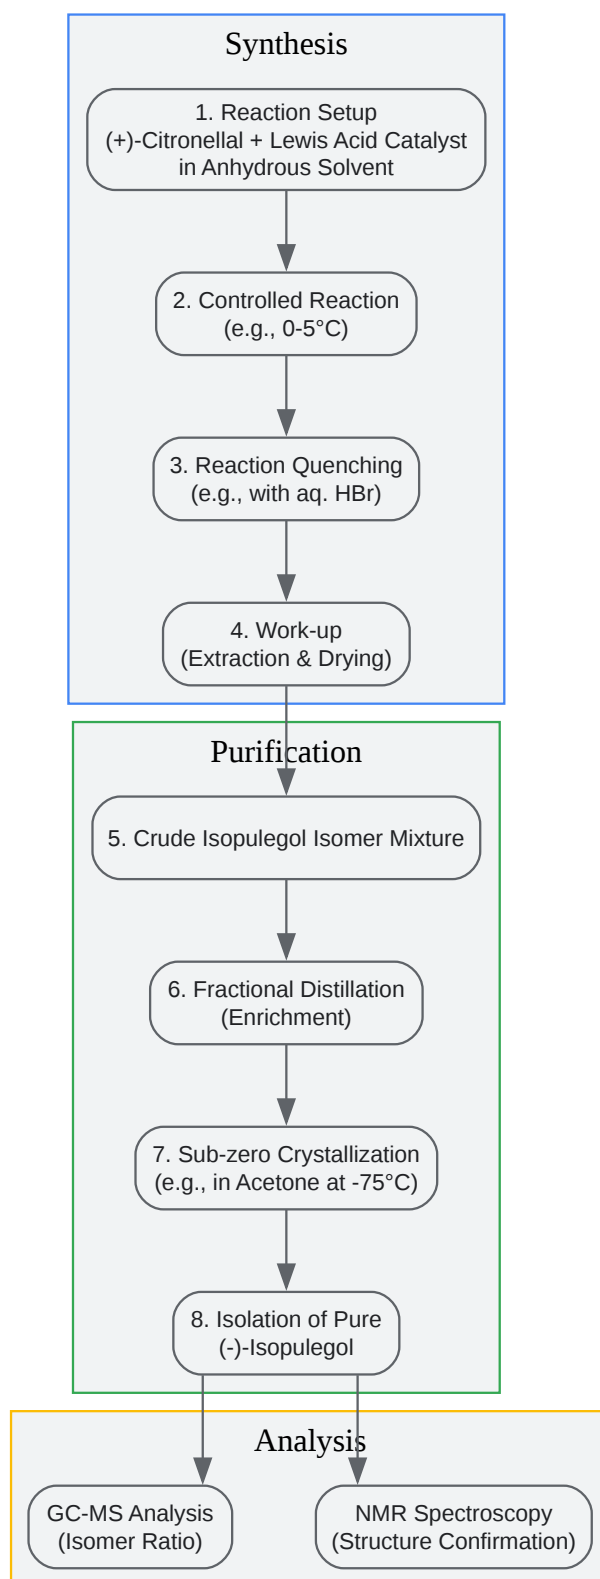 Synthesis
1. Reaction Setup
(+)-Citronellal + Lewis Acid Catalyst
in Anhydrous Solvent
2. Controlled Reaction
(e.g., 0-5°C)
3. Reaction Quenching
(e.g., with aq. HBr)
4. Work-up
(Extraction & Drying)
Purification
5. Crude Isopulegol Isomer Mixture
6. Fractional Distillation
(Enrichment)
7. Sub-zero Crystallization
(e.g., in Acetone at -75°C)
8. Isolation of Pure
(-)-Isopulegol
Analysis
GC-MS Analysis
(Isomer Ratio)
NMR Spectroscopy
(Structure Confirmation)